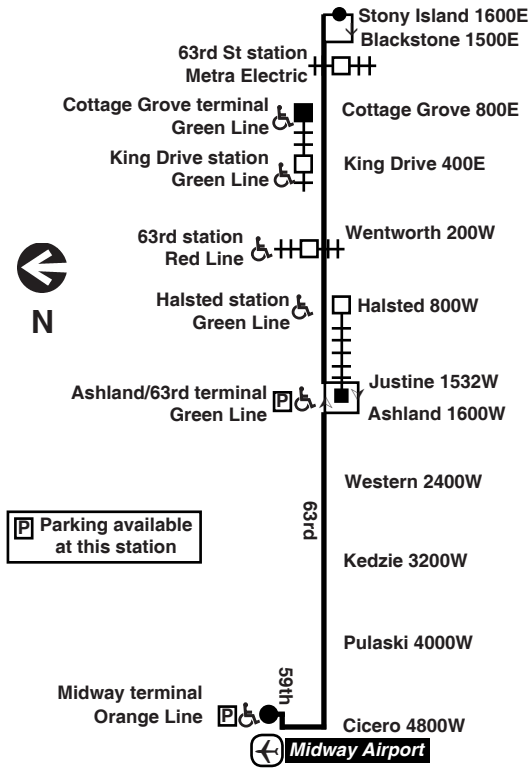 Stony Island 1600E
Blackstone 1500E
63rd St station
Metra Electric
Cottage Grove terminal
Green Line
Cottage Grove 800E
King Drive station
Green Line
King Drive 400E
Wentworth 200W
63rd station
Red Line
N
Halsted station
Green Line
Halsted 800W
Justine 1532W
Ashland/63rd terminal
Green Line
P
Ashland 1600W
Western 2400W
63rd
P Parking available
at this station
Kedzie 3200W
Pulaski 4000W
59th
Midway terminal
Orange Line
P
Cicero 4800W
Midway Airport